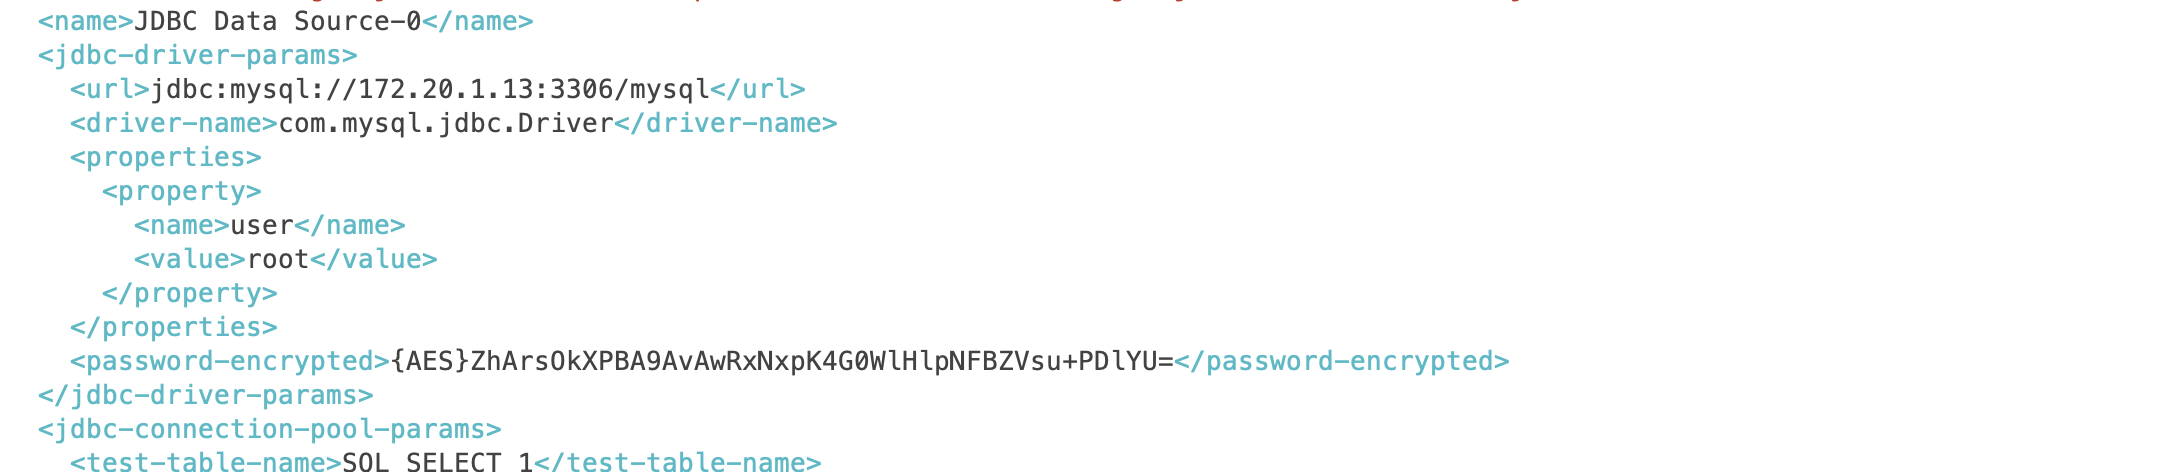 <name>JDBC Data Source-0</name>
<jdbc-driver-params>
<url>jdbc:mysql://172.20.1.13:3306/mysql</url>
<driver-name>com.mysql.jdbc.Driver</driver-name>
<properties>
<property>
<name>user</name>
<value>root</value>
</property>
</properties>
<password-encrypted>{AES}ZhArsOkXPBA9AvAwRxNxpK4G0WlHlpNFBZVsu+PDlYU=</password-encrypted>
</jdbc-driver-params>
<jdbc-connection-pool-params>
<test-table-name>SQL SELECT 1</test-table-name>